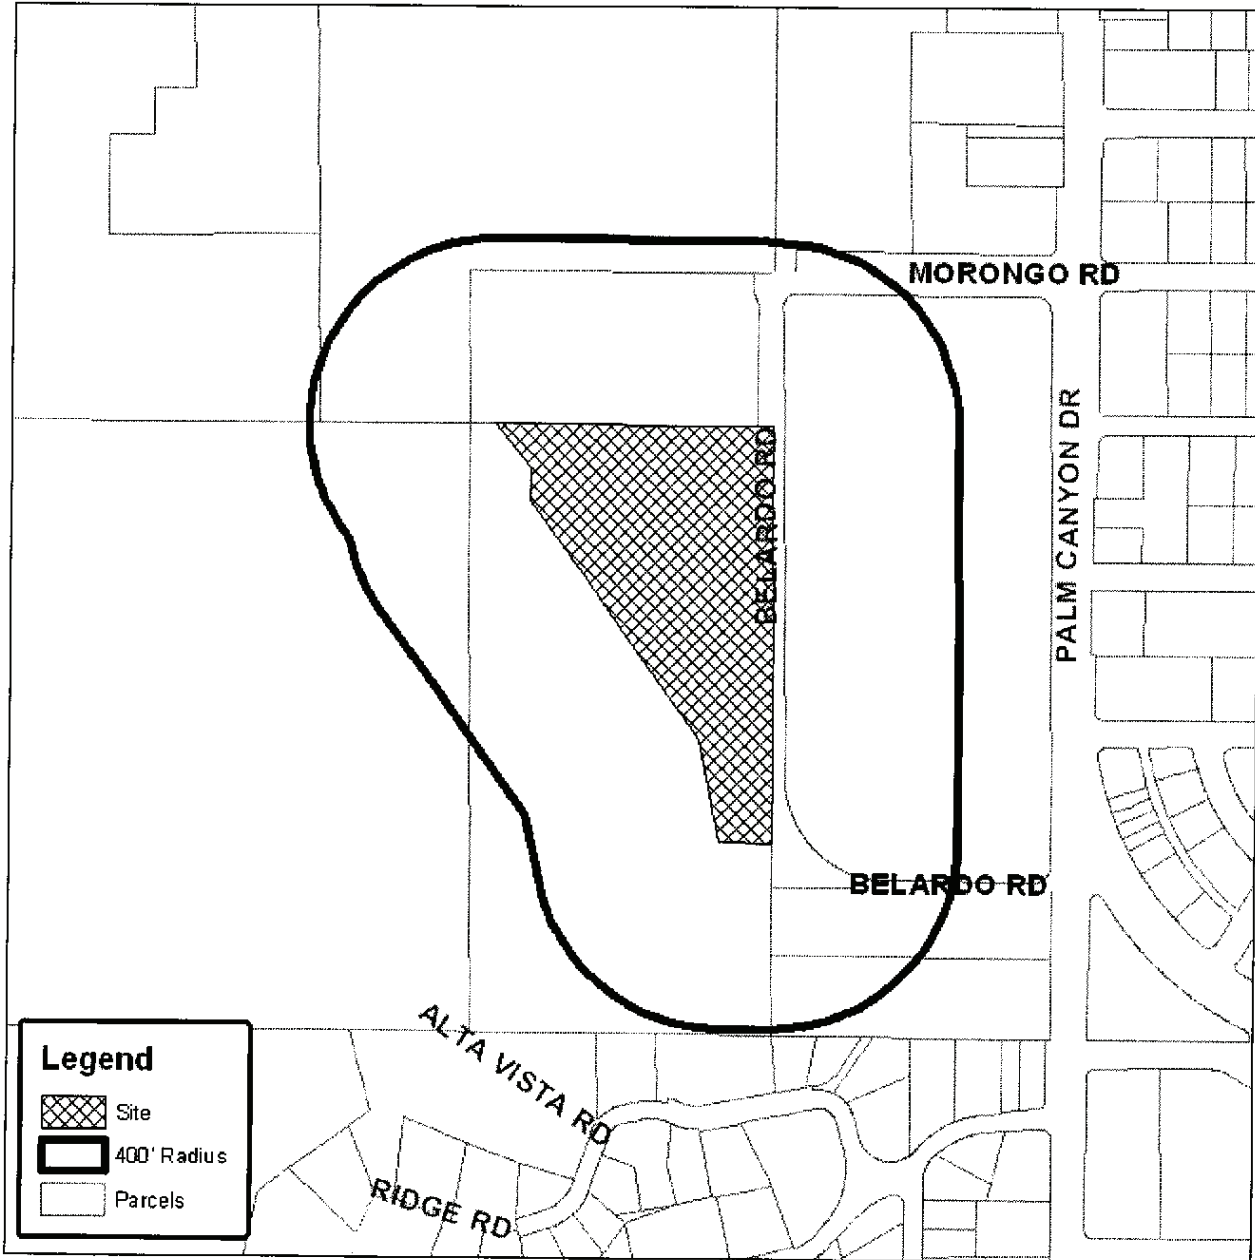 MORONGO RD
BELARDO RD
PALM CANYON DR
BELARDO RD
ALTA VISTA RD
RIDGE RD
Legend
Site
400' Radius
Parcels